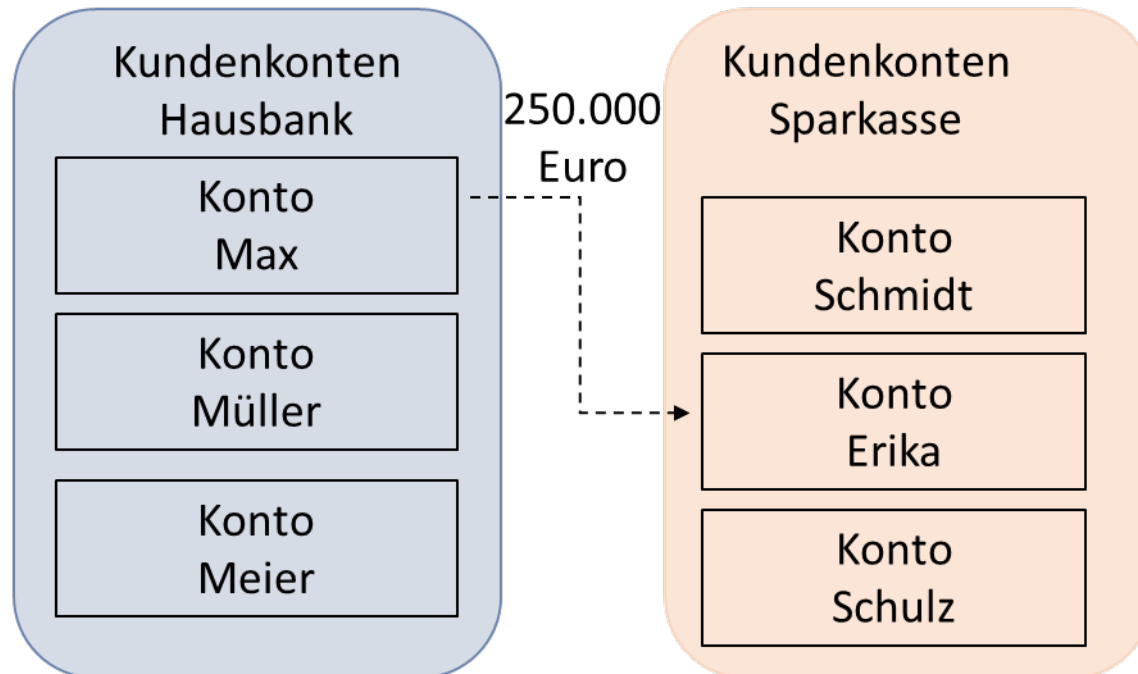 Kundenkonten
Hausbank
Konto
Max
Konto
Müller
Konto
Meier
250.000
Euro
Kundenkonten
Sparkasse
Konto
Schmidt
Konto
Erika
Konto
Schulz